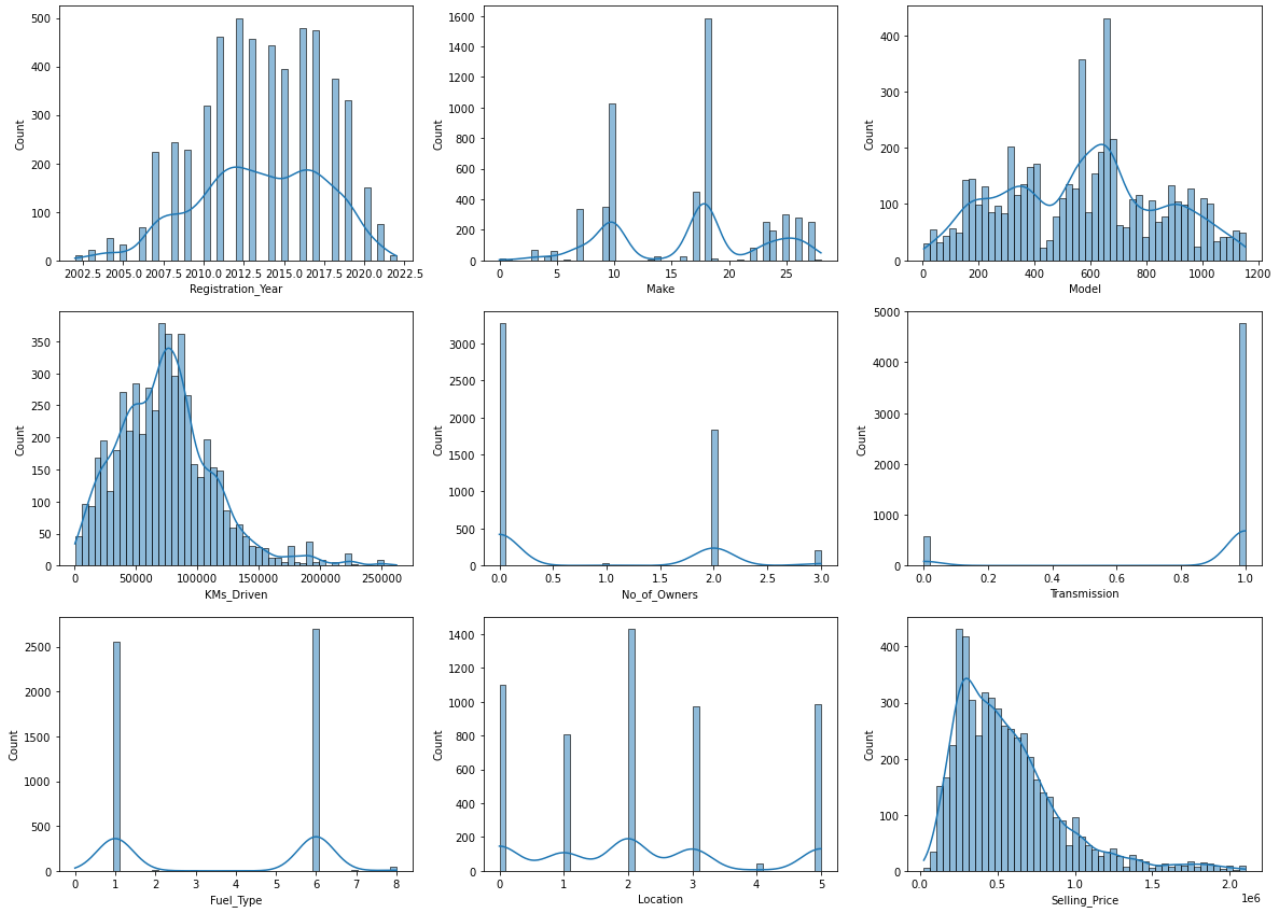 500
400
300
200
100
0
Count
2002.5 2005.0 2007.5 2010.0 2012.5 2015.0 2017.5 2020.0 2022.5
Registration_Year
1600
1400
1200
1000
800
600
400
200
0
Count
0 5 10 15 20 25
Make
400
300
200
100
0
Count
0 200 400 600 800 1000 1200
Model
350
300
250
200
150
100
50
0
Count
0 50000 100000 150000 200000 250000
KMs_Driven
3000
2500
2000
1500
1000
500
0
Count
0.0 0.5 1.0 1.5 2.0 2.5 3.0
No_of_Owners
5000
4000
3000
2000
1000
0
Count
0.0 0.2 0.4 0.6 0.8 1.0
Transmission
2500
2000
1500
1000
500
0
Count
0 1 2 3 4 5 6 7 8
Fuel_Type
1400
1200
1000
800
600
400
200
0
Count
0 1 2 3 4 5
Location
400
300
200
100
0
Count
0.0 0.5 1.0 1.5 2.0
1e6
Selling_Price